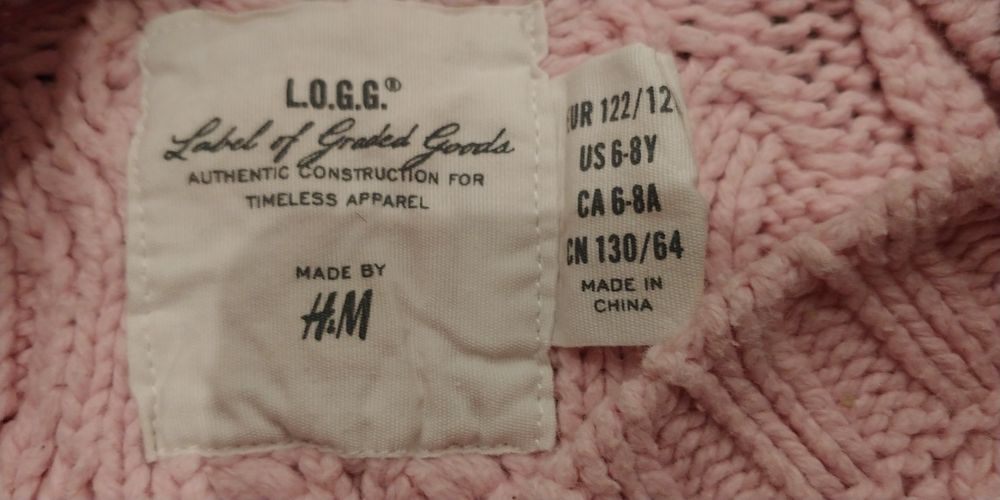 L.O.G.G.®
Label of Graded Goods
AUTHENTIC CONSTRUCTION FOR
TIMELESS APPAREL
MADE BY
H&M
UR 122/12
US 6-8Y
CA 6-8A
CN 130/64
MADE IN
CHINA